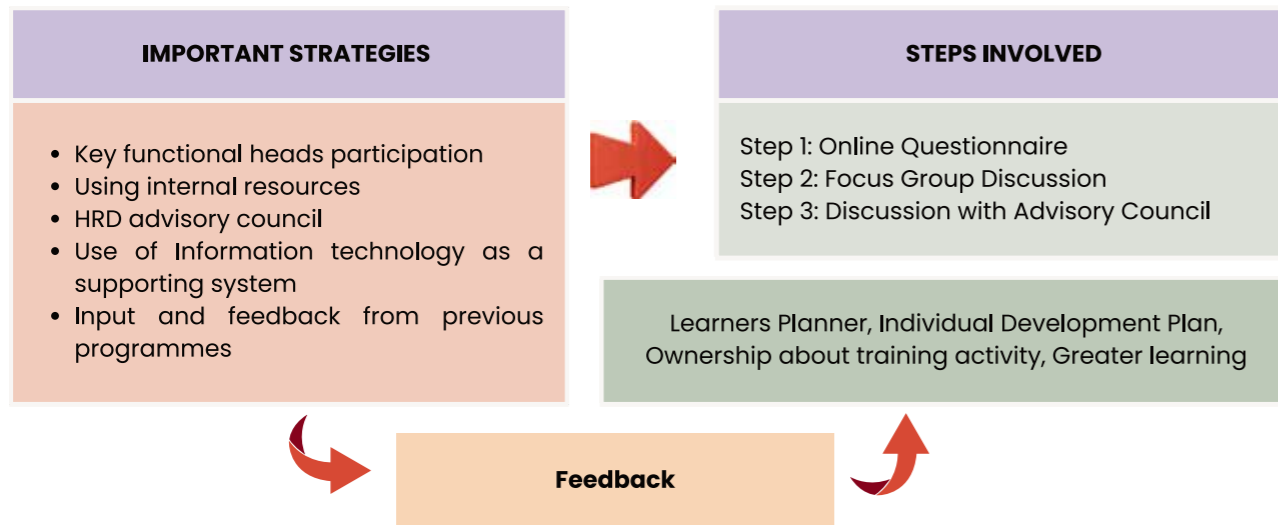 IMPORTANT STRATEGIES
• Key functional heads participation
• Using internal resources
• HRD advisory council
• Use of Information technology as a
supporting system
• Input and feedback from previous
programmes
STEPS INVOLVED
Step 1: Online Questionnaire
Step 2: Focus Group Discussion
Step 3: Discussion with Advisory Council
Learners Planner, Individual Development Plan,
Ownership about training activity, Greater learning
Feedback